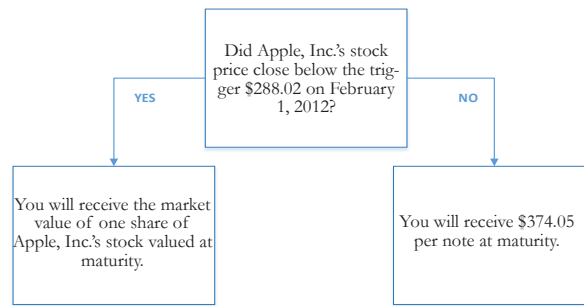 Did Apple, Inc.'s stock
price close below the trig-
ger $288.02 on February
1, 2012?
YES
NO
You will receive the market
value of one share of
Apple, Inc.'s stock valued at
maturity.
You will receive $374.05
per note at maturity.